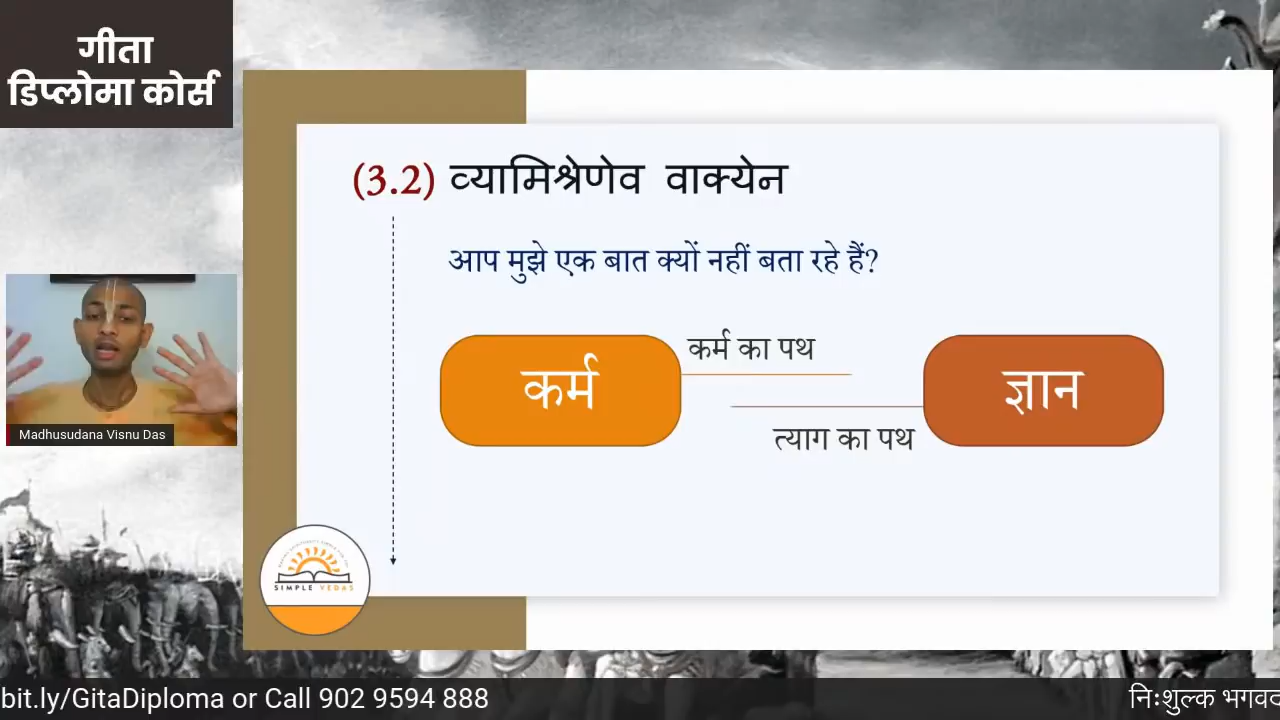 गीता
डिप्लोमा कोर्स
(3.2) व्यामिश्रेणेव वाक्येन
आप मुझे एक बात क्यों नहीं बता रहे हैं?
कर्म
कर्म का पथ
त्याग का पथ
ज्ञान
Madhusudana Visnu Das
SIMPLE VEDAS
bit.ly/GitaDiploma or Call 902 9594 888
निःशुल्क भगवद